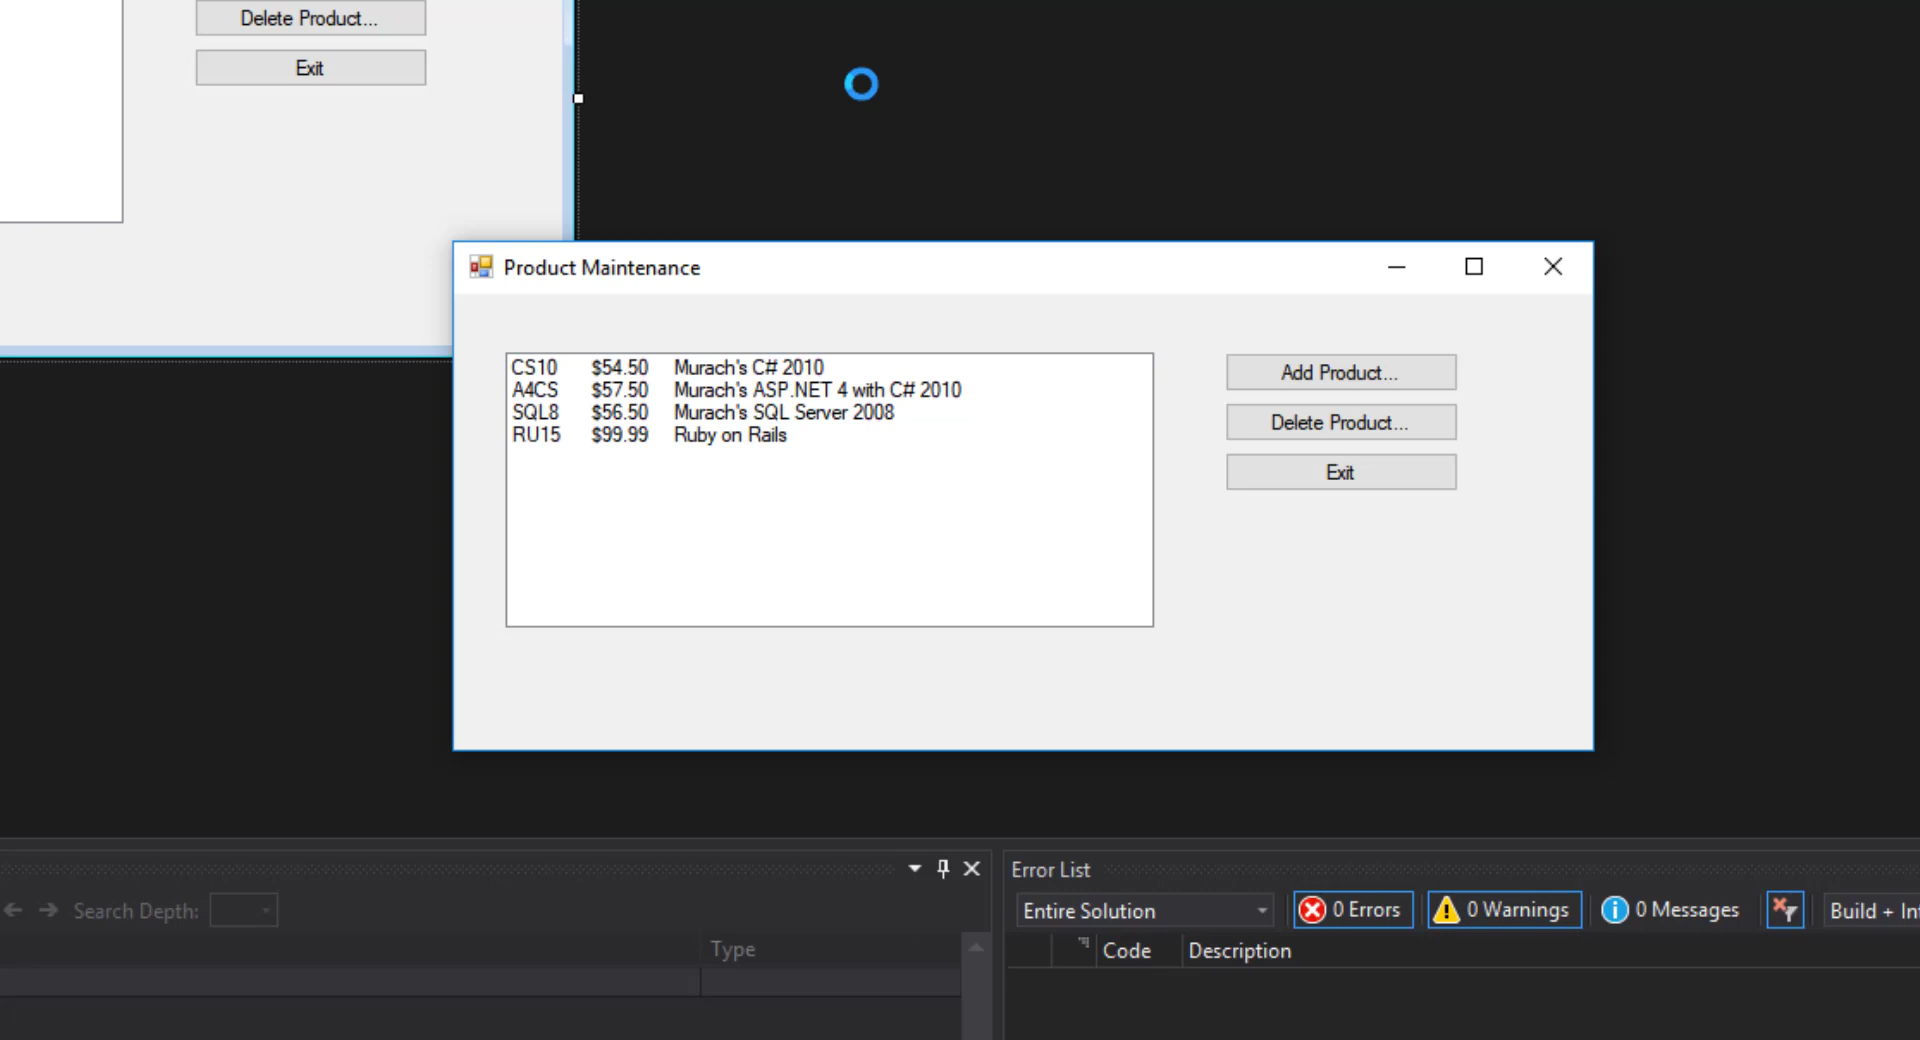 Delete Product...
Exit
Product Maintenance
CS10 $54.50 Murach's C# 2010
A4CS $57.50 Murach's ASP.NET 4 with C# 2010
SQL8 $56.50 Murach's SQL Server 2008
RU15 $99.99 Ruby on Rails
Add Product...
Delete Product...
Exit
Search Depth:
Type
Error List
Entire Solution
0 Errors
0 Warnings
0 Messages
Build +
Code
Description